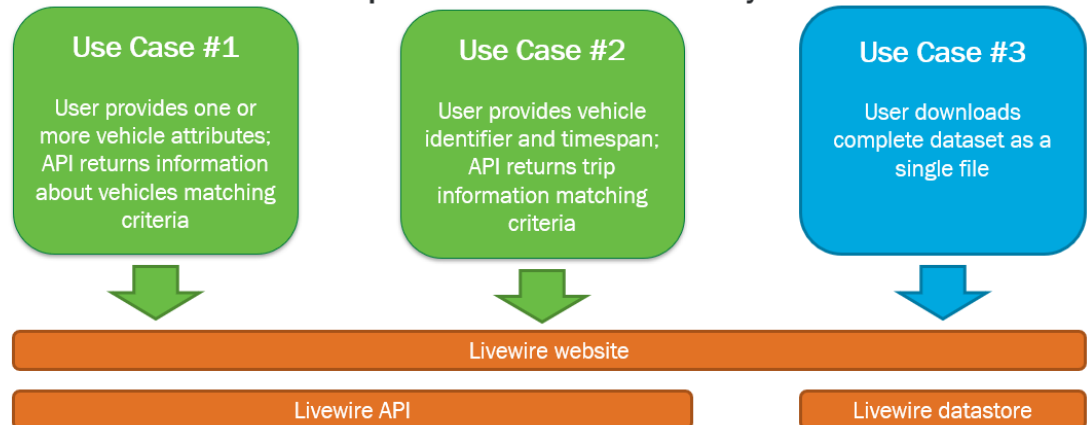 Use Case #1
User provides one or
more vehicle attributes;
API returns information
about vehicles matching
criteria
Use Case #2
User provides vehicle
identifier and timespan;
API returns trip
information matching
criteria
Use Case #3
User downloads
complete dataset as a
single file
Livewire website
Livewire API
Livewire datastore